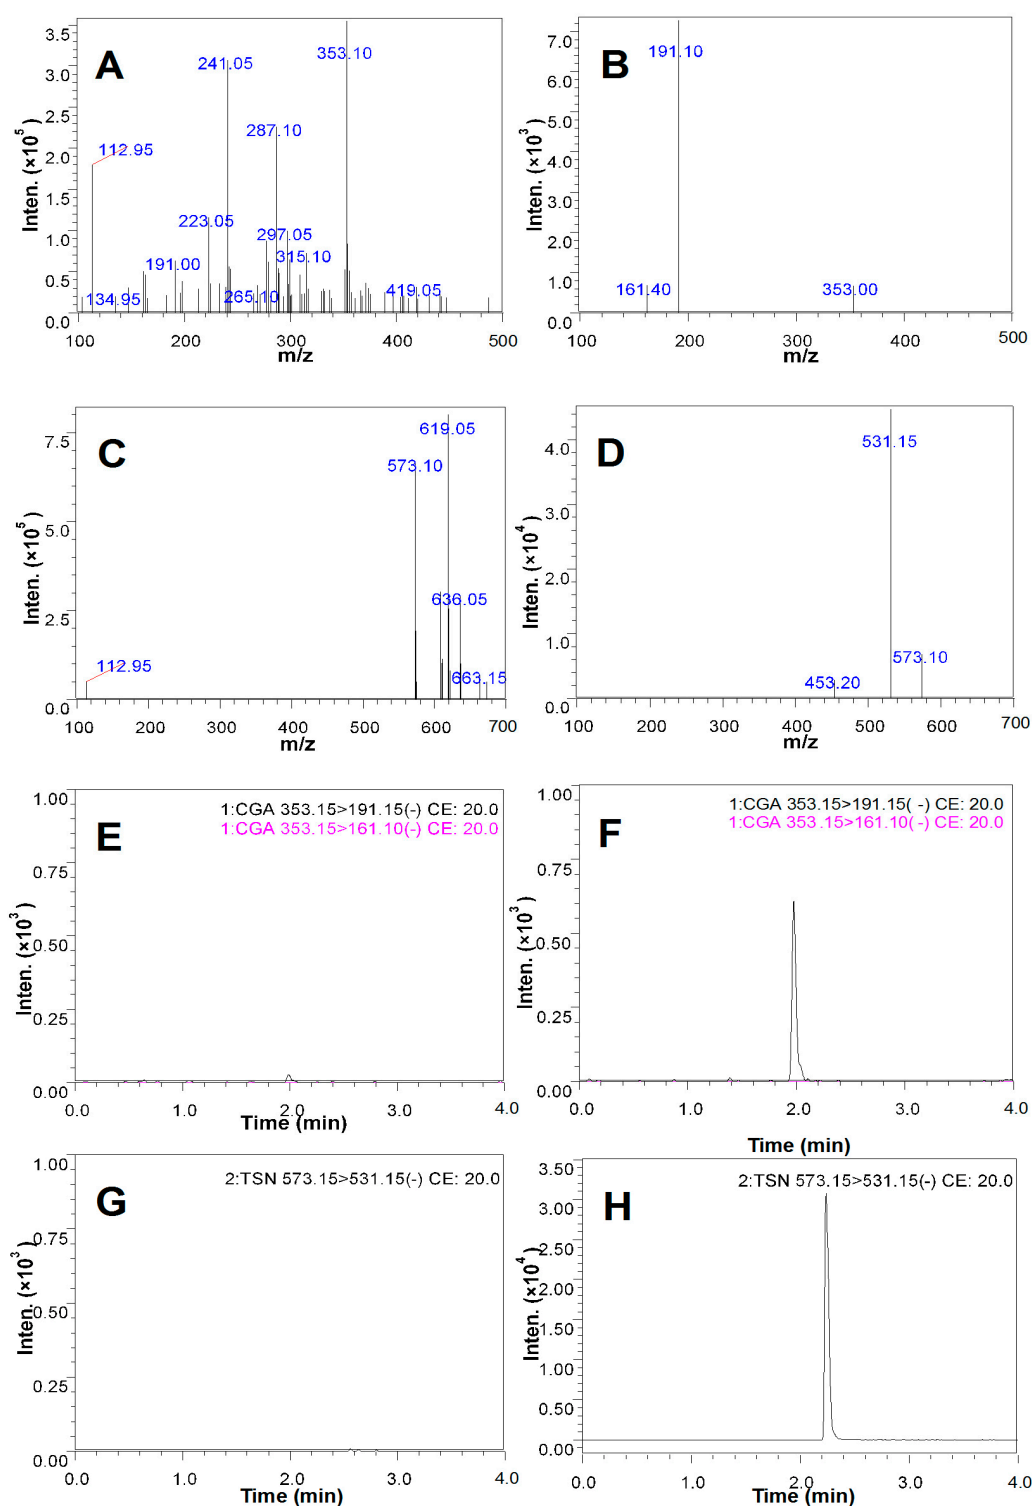 A
Inten. (×10⁵)
3.5
3.0
2.5
2.0
1.5
1.0
0.5
0.0
353.10
241.05
287.10
112.95
223.05
297.05
315.10
191.00
134.95
265.10
419.05
100 200 300 400 500
m/z
B
Inten. (×10³)
7.0
6.0
5.0
4.0
3.0
2.0
1.0
0.0
191.10
161.40
353.00
100 200 300 400 500
m/z
C
Inten. (×10⁵)
7.5
5.0
2.5
0.0
619.05
573.10
636.05
112.95
663.15
100 200 300 400 500 600 700
m/z
D
Inten. (×10⁴)
4.0
3.0
2.0
1.0
0.0
531.15
573.10
453.20
100 200 300 400 500 600 700
m/z
E
1:CGA 353.15>191.15(-) CE: 20.0
1:CGA 353.15>161.10(-) CE: 20.0
Inten. (×10³)
1.00
0.75
0.50
0.25
0.00
0.0 1.0 2.0 3.0 4.0
Time (min)
F
1:CGA 353.15>191.15( -) CE: 20.0
1:CGA 353.15>161.10( -) CE: 20.0
Inten. (×10³)
1.00
0.75
0.50
0.25
0.00
0.0 1.0 2.0 3.0 4.0
Time (min)
G
2:TSN 573.15>531.15(-) CE: 20.0
Inten. (×10³)
1.00
0.75
0.50
0.25
0.00
0.0 1.0 2.0 3.0 4.0
Time (min)
H
2:TSN 573.15>531.15(-) CE: 20.0
Inten. (×10⁴)
3.50
3.00
2.50
2.00
1.50
1.00
0.50
0.00
0.0 1.0 2.0 3.0 4.0
Time (min)